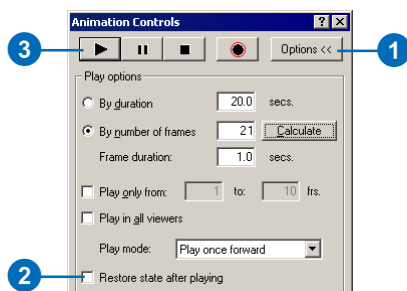 Animation Controls
3
Options <<
1
Play options
By duration 20.0 secs.
By number of frames 21 Calculate
Frame duration: 1.0 secs.
Play only from: 1 to: 10 frs.
Play in all viewers
Play mode: Play once forward
2
Restore state after playing